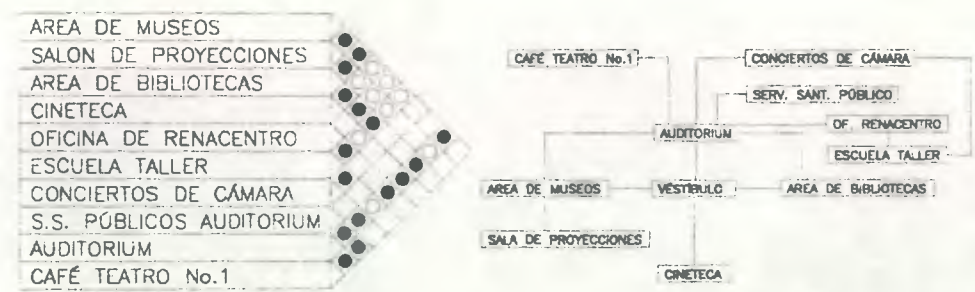 AREA DE MUSEOS
SALON DE PROYECCIONES
AREA DE BIBLIOTECAS
CINETECA
OFICINA DE RENACENTRO
ESCUELA TALLER
CONCIERTOS DE CÁMARA
S.S. PÚBLICOS AUDITORIUM
AUDITORIUM
CAFÉ TEATRO No.1
CAFÉ TEATRO No.1
CONCIERTOS DE CÁMARA
SERV. SANT. PÚBLICO
OF. RENACENTRO
AUDITORIUM
ESCUELA TALLER
AREA DE MUSEOS
VESTÍBULO
AREA DE BIBLIOTECAS
SALA DE PROYECCIONES
CINETECA